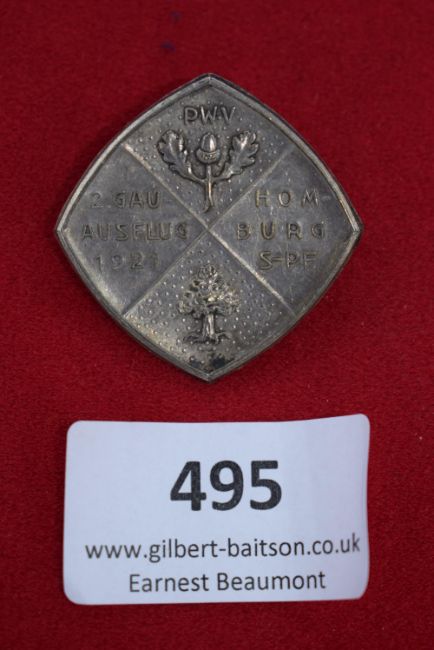 PWV
2. GAU
AUSFLUG
1921
HOM
BURG
S-PF
495
www.gilbert-baitson.co.uk
Earnest Beaumont